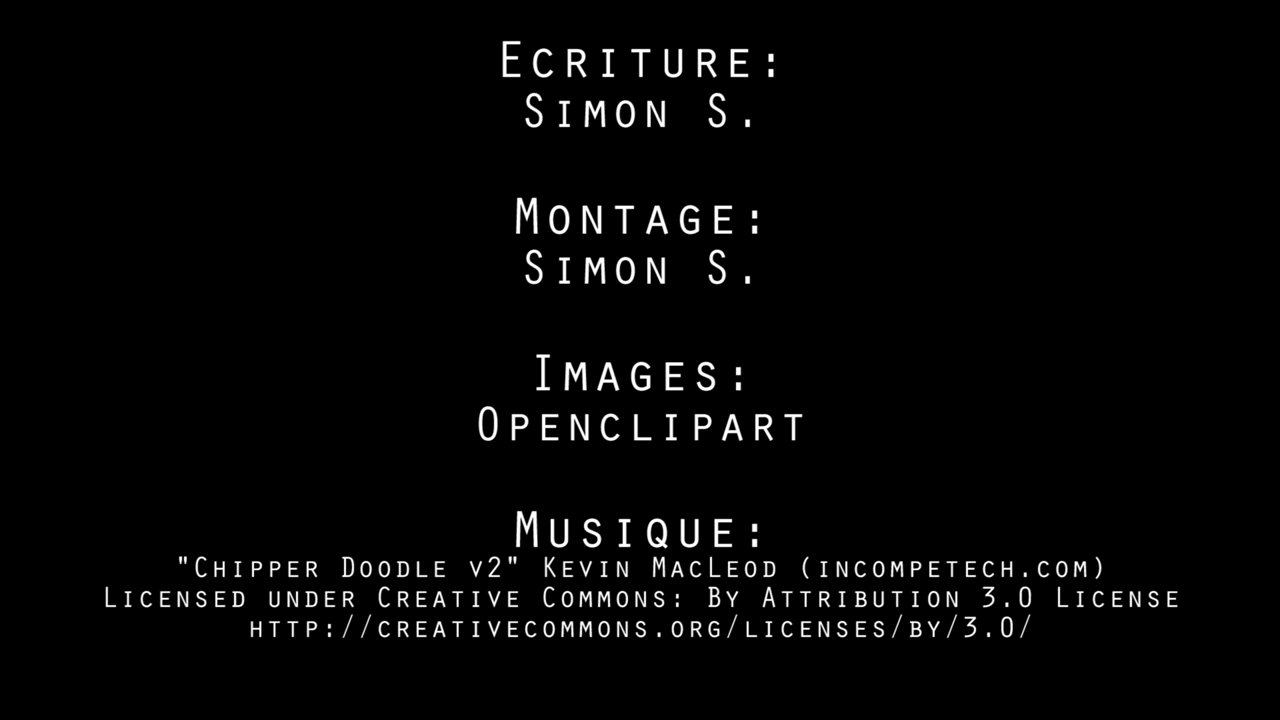 Ecriture:
Simon S.
Montage:
Simon S.
Images:
Openclipart
Musique:
"Chipper Doodle v2" Kevin MacLeod (incompetech.com)
Licensed under Creative Commons: By Attribution 3.0 License
http://creativecommons.org/licenses/by/3.0/